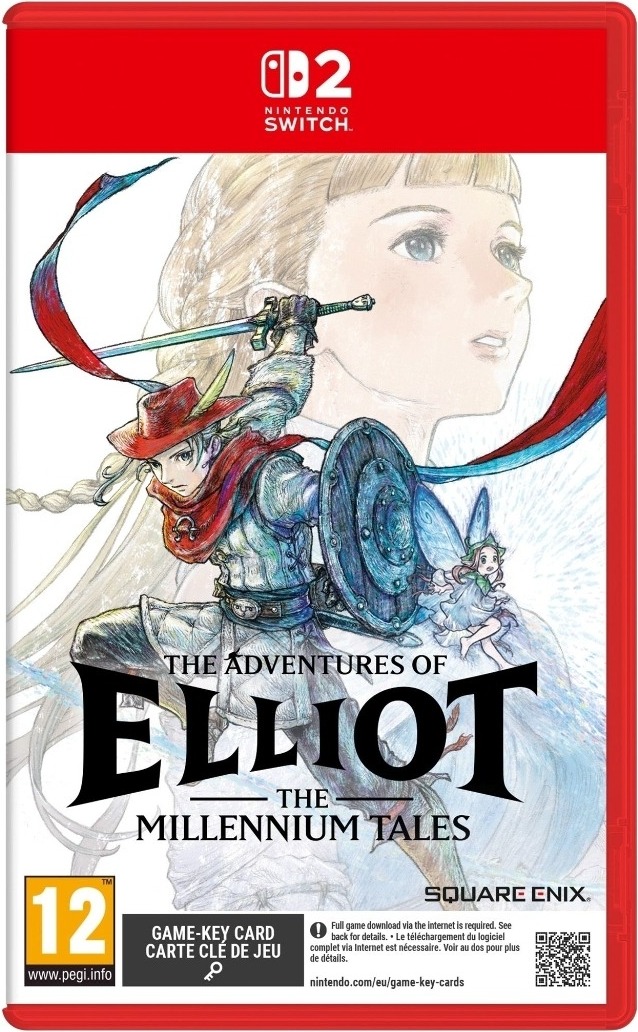 2
NINTENDO
SWITCH™
THE ADVENTURES OF
ELLIOT
THE
MILLENNIUM TALES
SQUARE ENIX®
12™
www.pegi.info
GAME-KEY CARD
CARTE CLÉ DE JEU
! Full game download via the internet is required. See
back for details. • Le téléchargement du logiciel
complet via Internet est nécessaire. Voir au dos pour plus
de détails.
nintendo.com/eu/game-key-cards